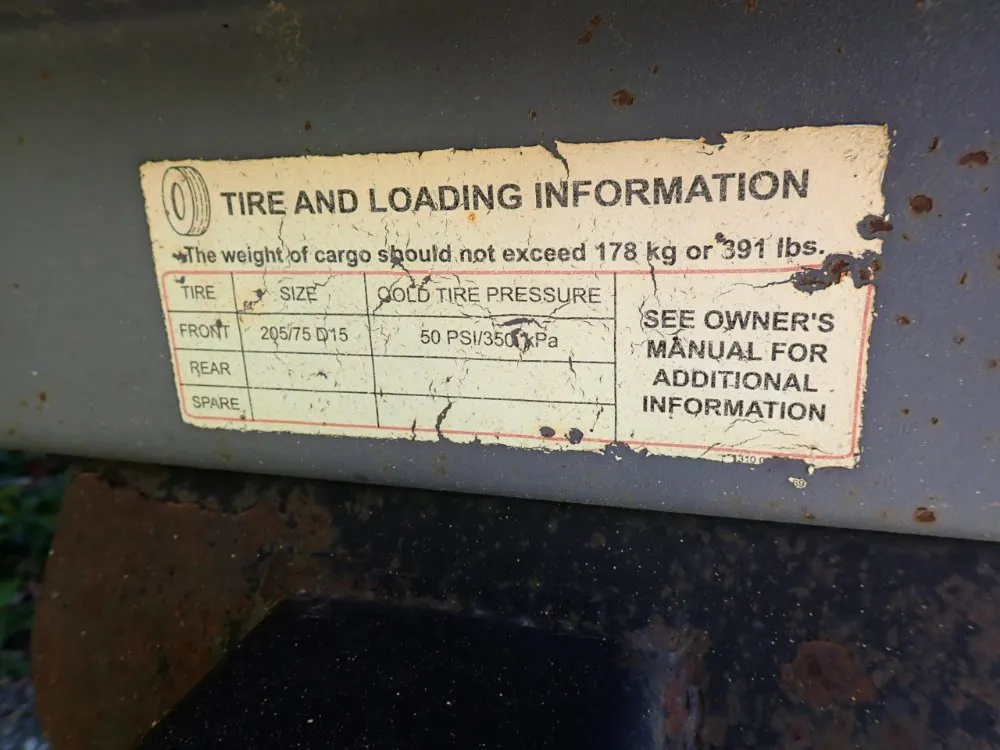 TIRE AND LOADING INFORMATION
The weight of cargo should not exceed 178 kg or 391 lbs.
TIRE SIZE COLD TIRE PRESSURE
FRONT 205/75 D15 50 PSI/350 kPa
REAR
SPARE
SEE OWNER'S
MANUAL FOR
ADDITIONAL
INFORMATION